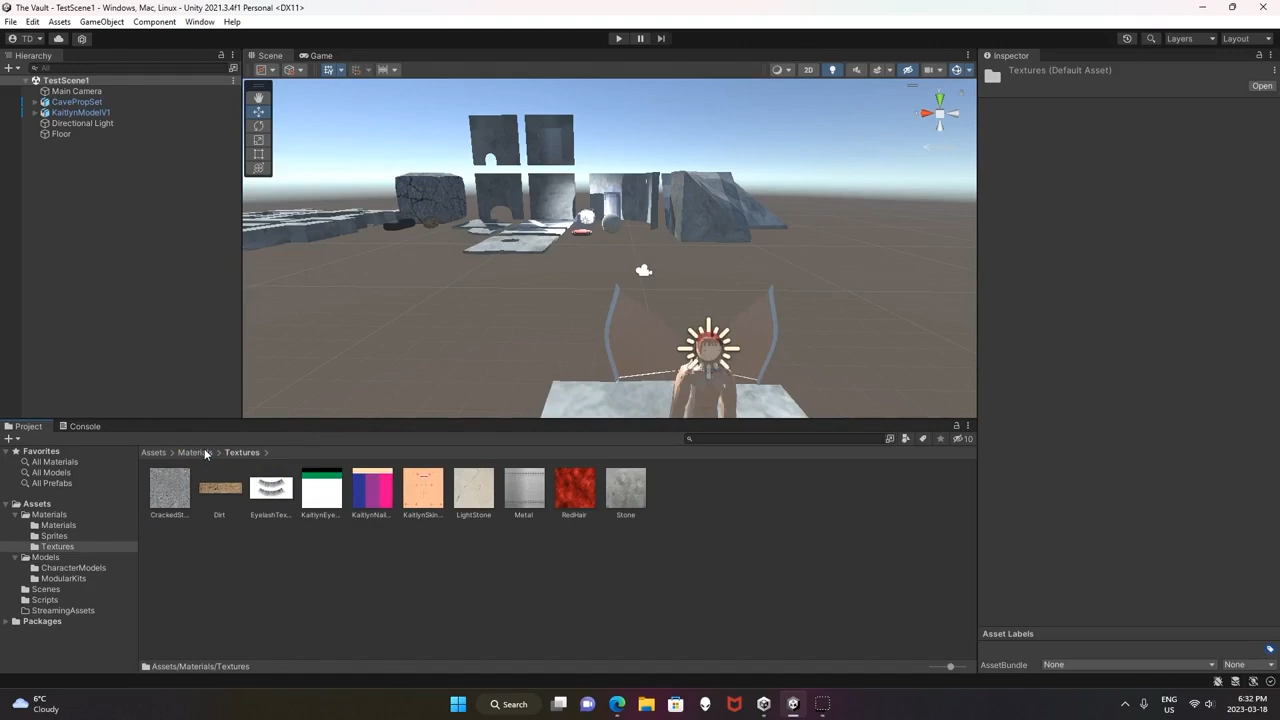 The Vault - TestScene1 - Windows, Mac, Linux - Unity 2021.3.4f1 Personal <DX11>
File Edit Assets GameObject Component Window Help
TD Layers Layout
Hierarchy Scene Game Inspector
All 2D Textures (Default Asset)
Open
TestScene1
Main Camera
CavePropSet
KaitlynModelV1
Directional Light
Floor
Project Console
10
Favorites Assets > Materials > Textures >
All Materials
All Models
All Prefabs
Assets
Materials
Materials
Sprites
Textures
Models
CharacterModels
ModularKits
Scenes
Scripts
StreamingAssets
Packages
CrackedSt... Dirt EyelashTex... KaitlynEye... KaitlynNail... KaitlynSkin... LightStone Metal RedHair Stone
Asset Labels
Assets/Materials/Textures AssetBundle None None
6°C
Cloudy
Search
ENG
US
6:32 PM
2023-03-18